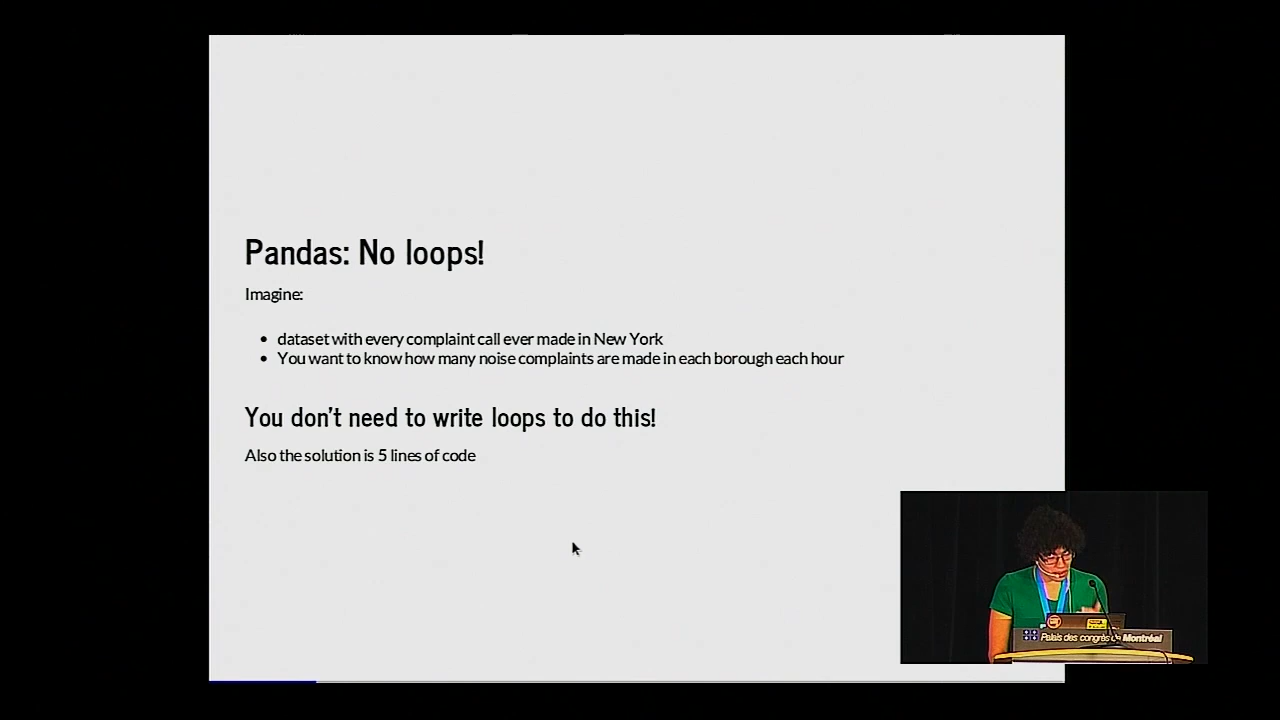 Pandas: No loops!
Imagine:
• dataset with every complaint call ever made in New York
• You want to know how many noise complaints are made in each borough each hour
You don't need to write loops to do this!
Also the solution is 5 lines of code
Palais des congrès de Montréal